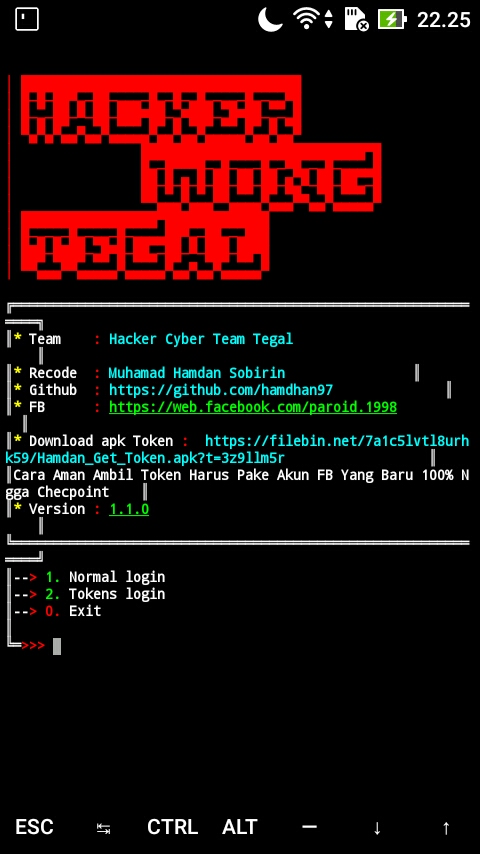 22.25
HACKER
WONG
TEGAL
* Team : Hacker Cyber Team Tegal
* Recode : Muhamad Hamdan Sobirin
* Github : https://github.com/hamdhan97
* FB : https://web.facebook.com/paroid.1998
* Download apk Token : https://filebin.net/7a1c5lvtl8urh
k59/Hamdan_Get_Token.apk?t=3z9llm5r
Cara Aman Ambil Token Harus Pake Akun FB Yang Baru 100% N
gga Checpoint
* Version : 1.1.0
--> 1. Normal login
--> 2. Tokens login
--> 0. Exit
>>>
ESC ↹ CTRL ALT — ↓ ↑